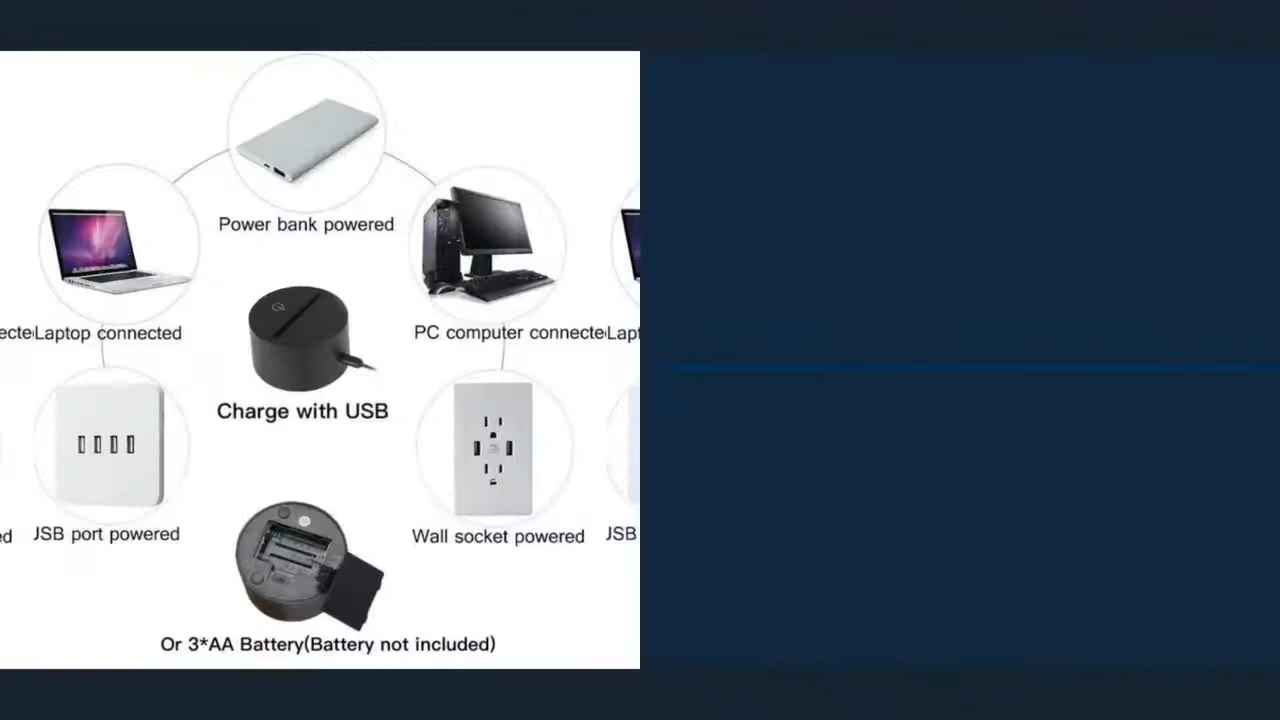 Power bank powered
ecte
Laptop connected
PC computer connecte
Lapt
Charge with USB
ed
JSB port powered
Wall socket powered
JSB
Or 3*AA Battery(Battery not included)